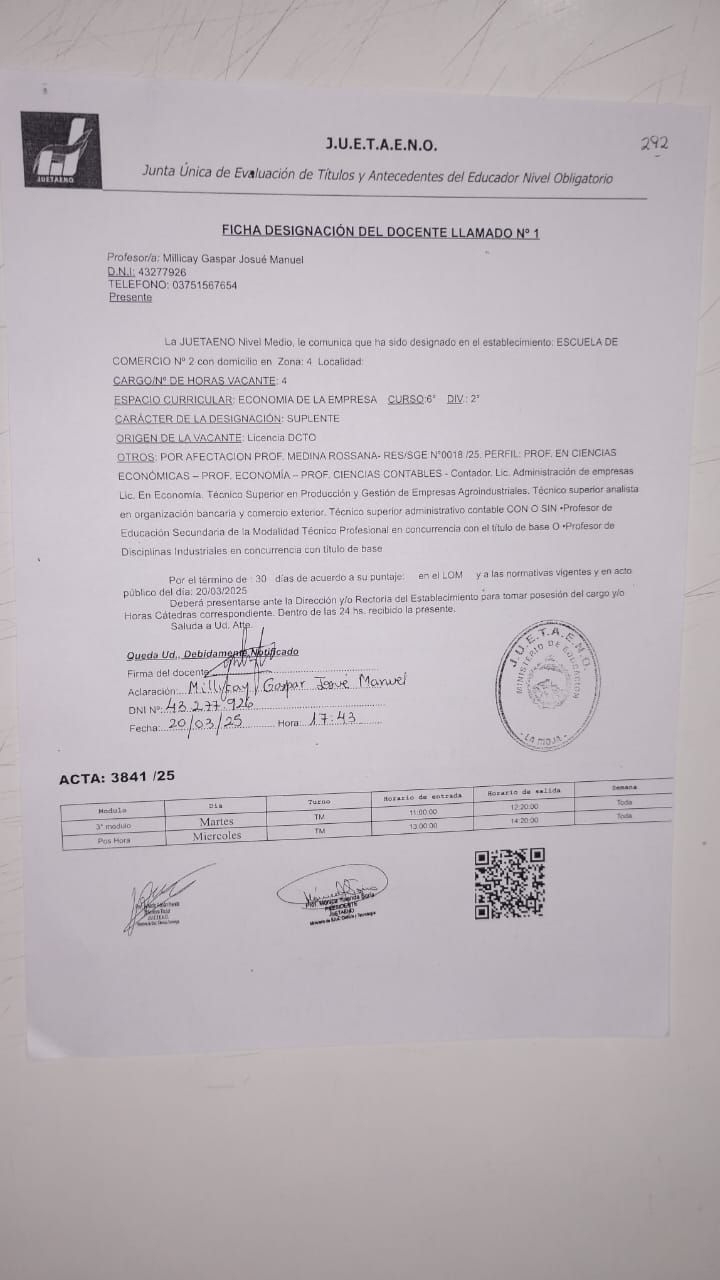 JUETAENO
J.U.E.T.A.E.N.O.
292
Junta Única de Evaluación de Títulos y Antecedentes del Educador Nivel Obligatorio
FICHA DESIGNACIÓN DEL DOCENTE LLAMADO Nº 1
Profesor/a: Millicay Gaspar Josué Manuel
D.N.I: 43277926
TELEFONO: 03751567654
Presente
La JUETAENO Nivel Medio, le comunica que ha sido designado en el establecimiento: ESCUELA DE
COMERCIO Nº 2 con domicilio en Zona: 4 Localidad:
CARGO/Nº DE HORAS VACANTE: 4
ESPACIO CURRICULAR: ECONOMIA DE LA EMPRESA CURSO:6° DIV.: 2°
CARÁCTER DE LA DESIGNACIÓN: SUPLENTE
ORIGEN DE LA VACANTE: Licencia DCTO
OTROS: POR AFECTACION PROF. MEDINA ROSSANA- RES/SGE N°0018 /25. PERFIL: PROF. EN CIENCIAS
ECONÓMICAS – PROF. ECONOMÍA – PROF. CIENCIAS CONTABLES - Contador. Lic. Administración de empresas
Lic. En Economía. Técnico Superior en Producción y Gestión de Empresas Agroindustriales. Técnico superior analista
en organización bancaria y comercio exterior. Técnico superior administrativo contable CON O SIN •Profesor de
Educación Secundaria de la Modalidad Técnico Profesional en concurrencia con el título de base O •Profesor de
Disciplinas Industriales en concurrencia con título de base
Por el término de : 30 días de acuerdo a su puntaje: en el LOM y a las normativas vigentes y en acto
público del día: 20/03/2025
Deberá presentarse ante la Dirección y/o Rectoría del Establecimiento para tomar posesión del cargo y/o
Horas Cátedras correspondiente. Dentro de las 24 hs. recibido la presente.
Saluda a Ud. Atte.
Queda Ud., Debidamente Notificado
Firma del docente
Aclaración: Millicay Gaspar Josué Manuel
DNI Nº: 43.277.926
Fecha: 20/03/25 Hora: 17:43
J.U.E.T.A.E.N.O
MINISTERIO DE EDUCACIÓN
- LA RIOJA -
ACTA: 3841 /25
Modulo Dia Turno Horario de entrada Horario de salida Semana
3° modulo Martes TM 11:00:00 12:20:00 Toda
Pos Hora Miercoles TM 13:00:00 14:20:00 Toda
PRESIDENTE
JUETAENO